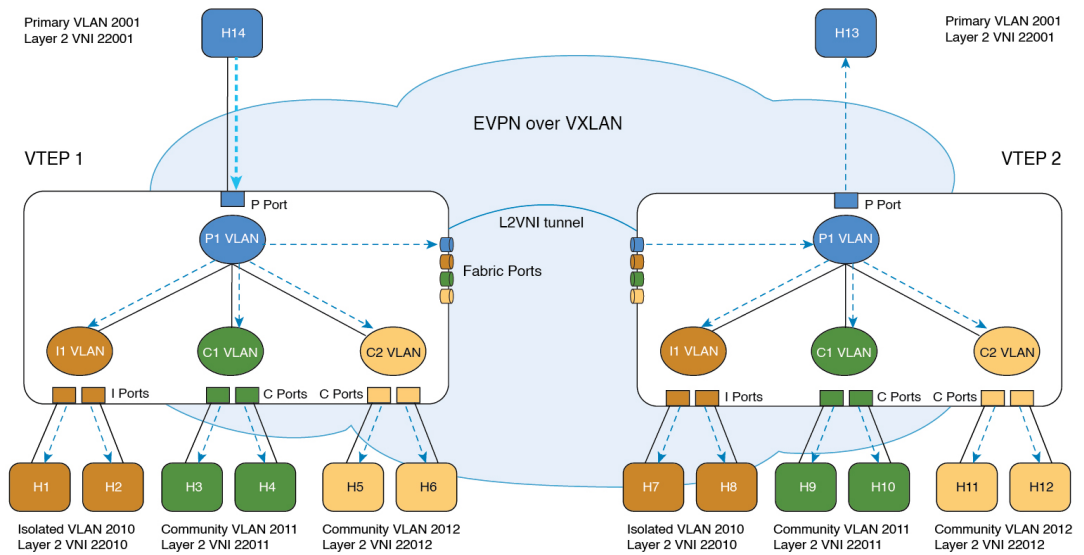 Primary VLAN 2001
Layer 2 VNI 22001
H14
H13
Primary VLAN 2001
Layer 2 VNI 22001
EVPN over VXLAN
VTEP 1
VTEP 2
P Port
P Port
L2VNI tunnel
P1 VLAN
P1 VLAN
Fabric Ports
I1 VLAN
C1 VLAN
C2 VLAN
I1 VLAN
C1 VLAN
C2 VLAN
I Ports
C Ports
C Ports
I Ports
C Ports
C Ports
H1
H2
H3
H4
H5
H6
H7
H8
H9
H10
H11
H12
Isolated VLAN 2010
Layer 2 VNI 22010
Community VLAN 2011
Layer 2 VNI 22011
Community VLAN 2012
Layer 2 VNI 22012
Isolated VLAN 2010
Layer 2 VNI 22010
Community VLAN 2011
Layer 2 VNI 22011
Community VLAN 2012
Layer 2 VNI 22012